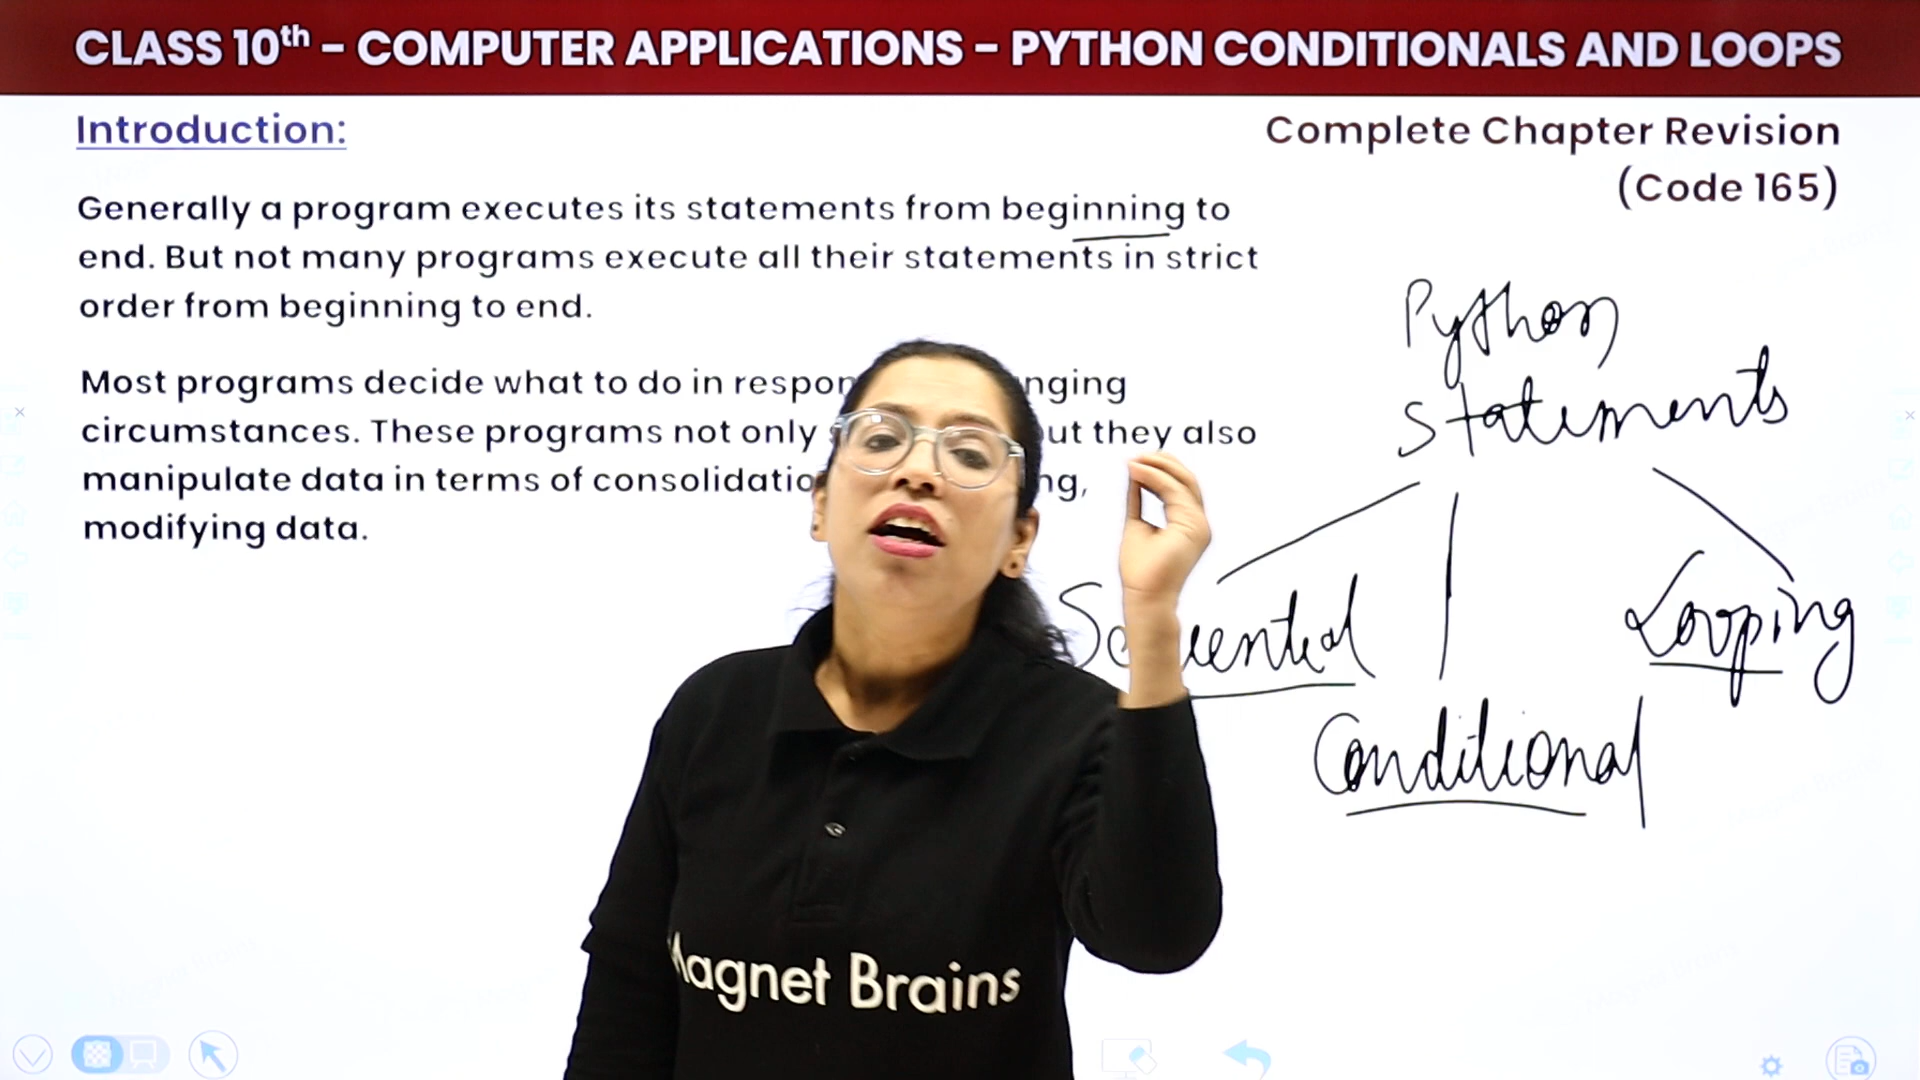 CLASS 10th – COMPUTER APPLICATIONS – PYTHON CONDITIONALS AND LOOPS
Introduction:
Complete Chapter Revision
(Code 165)
Generally a program executes its statements from beginning to
end. But not many programs execute all their statements in strict
order from beginning to end.
Most programs decide what to do in respon nging
circumstances. These programs not only ut they also
manipulate data in terms of consolidatio ng,
modifying data.
Python
Statements
Looping
Conditional
Magnet Brains